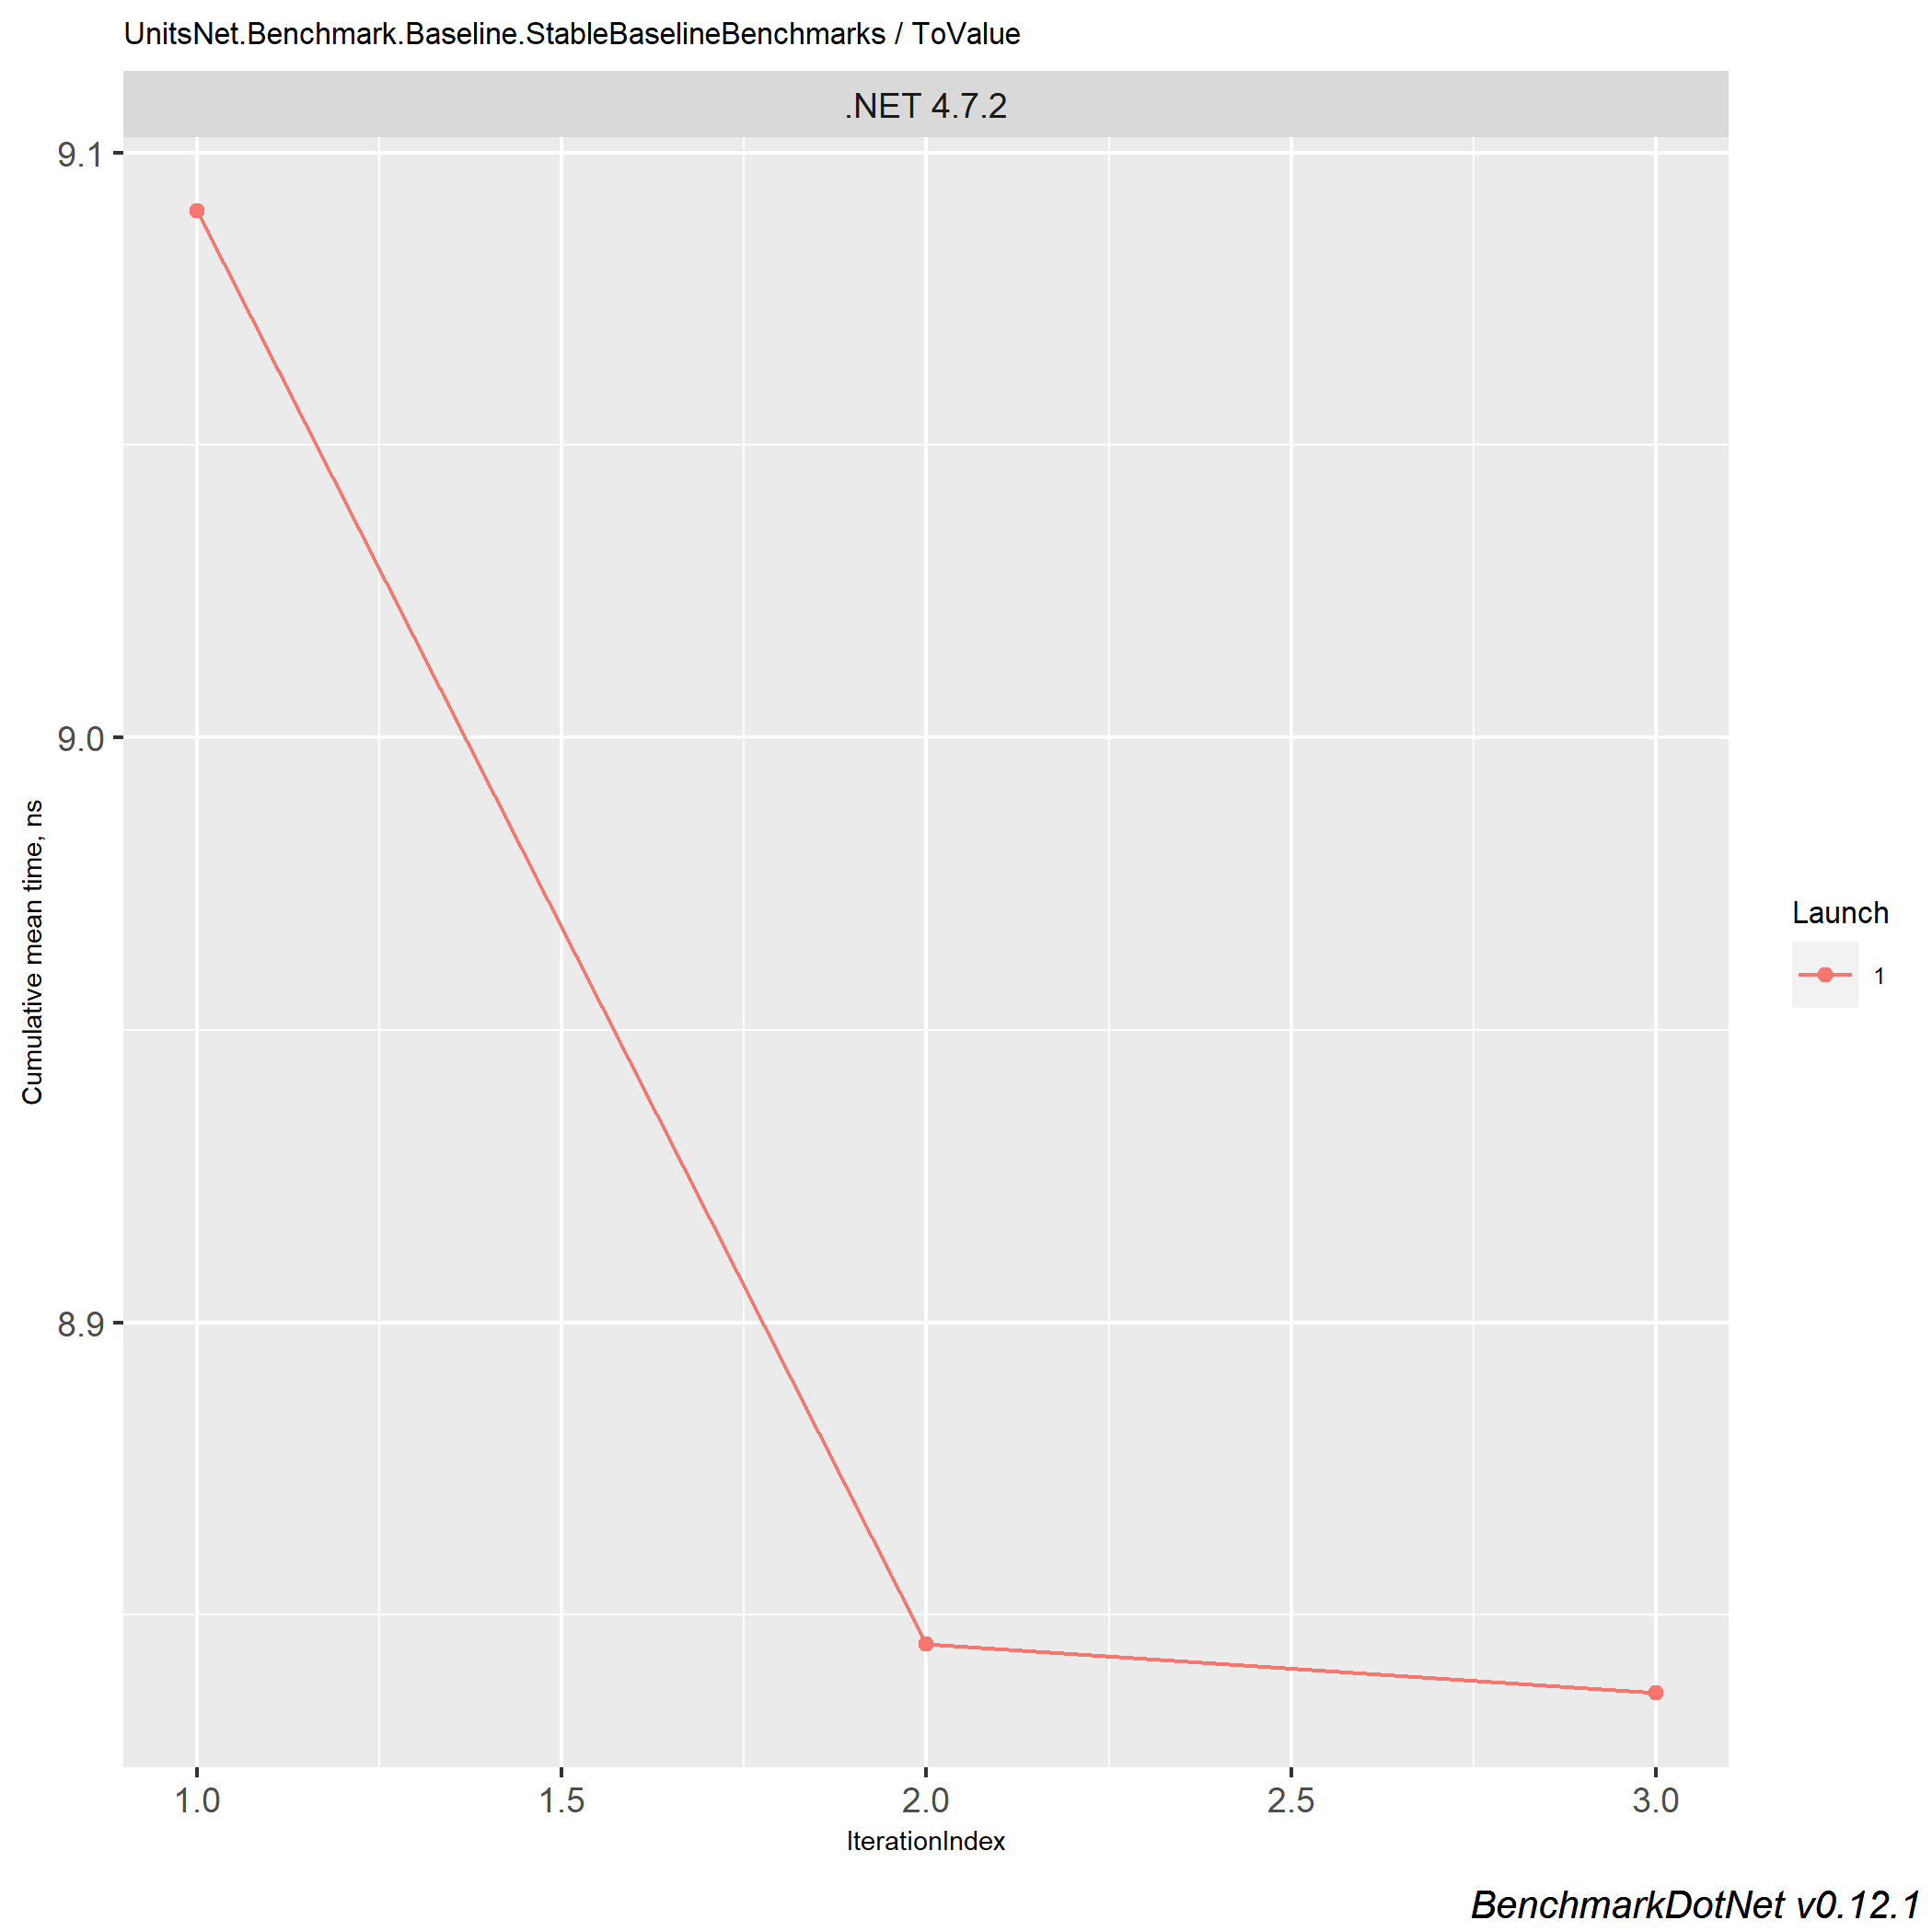 UnitsNet.Benchmark.Baseline.StableBaselineBenchmarks / ToValue
.NET 4.7.2
9.1
9.0
8.9
Cumulative mean time, ns
1.0 1.5 2.0 2.5 3.0
IterationIndex
Launch
1
BenchmarkDotNet v0.12.1